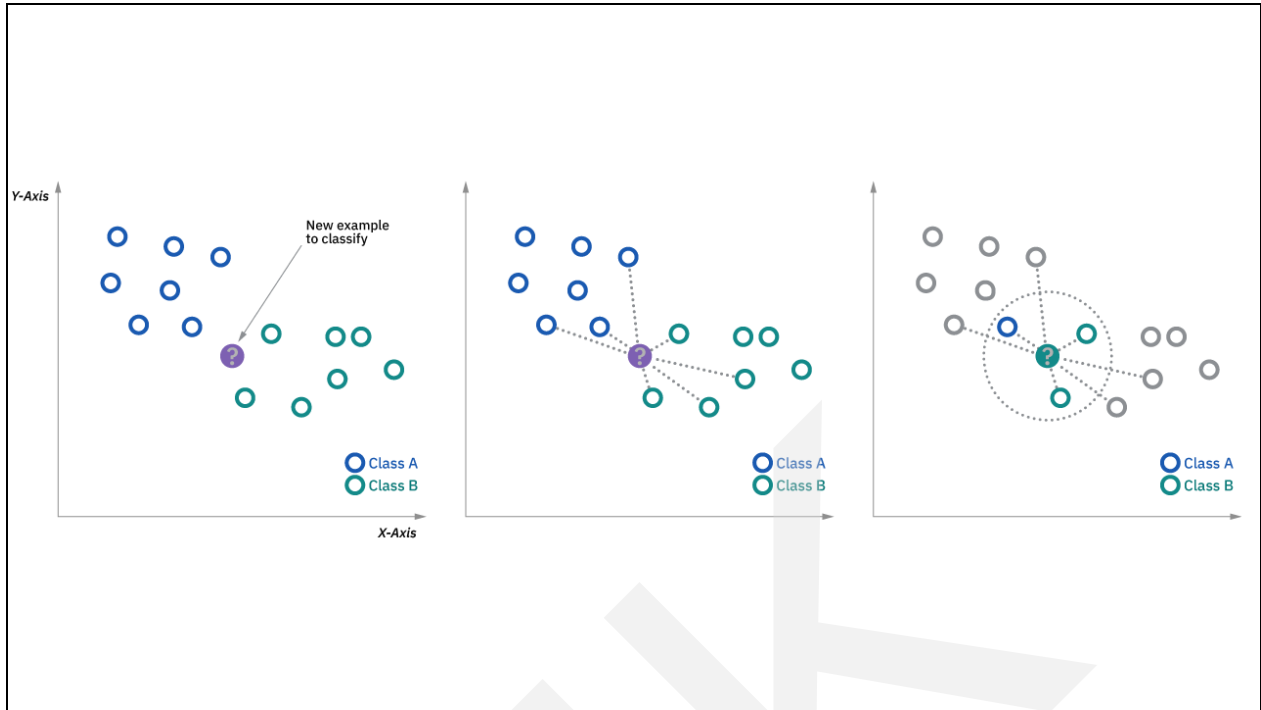 Y-Axis
New example
to classify
?
Class A
Class B
X-Axis
?
Class A
Class B
?
Class A
Class B